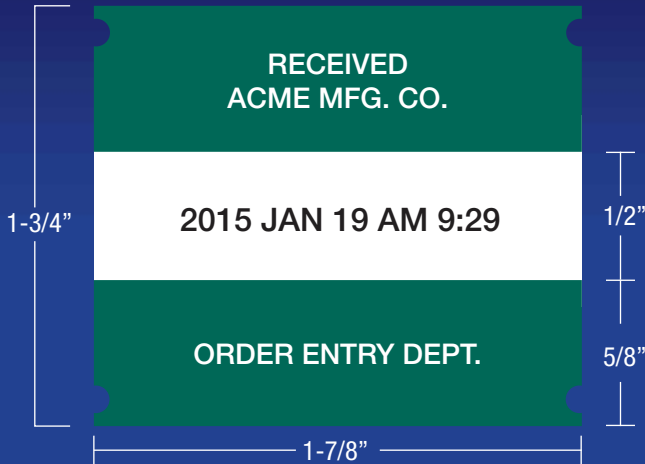 RECEIVED
ACME MFG. CO.
1-3/4”
2015 JAN 19 AM 9:29
1/2”
ORDER ENTRY DEPT.
5/8”
1-7/8”